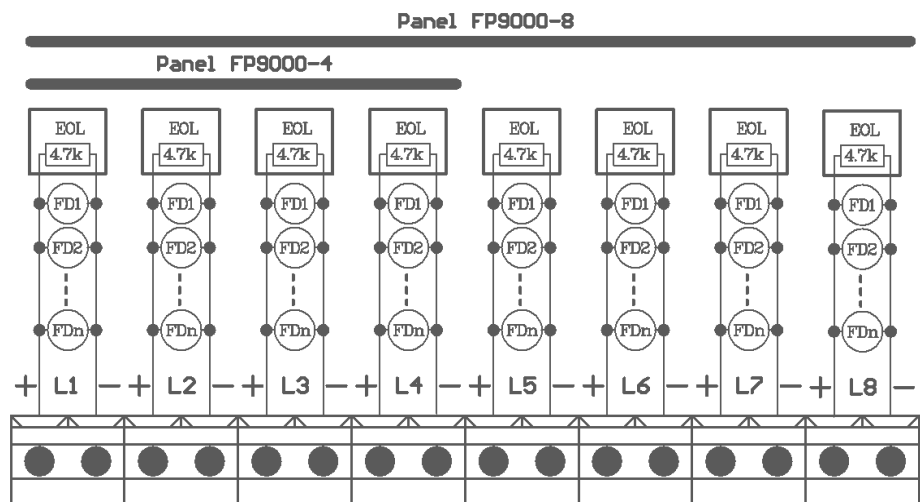 Panel FP9000-8
Panel FP9000-4
EOL EOL EOL EOL EOL EOL EOL EOL
4.7k 4.7k 4.7k 4.7k 4.7k 4.7k 4.7k 4.7k
FD1 FD1 FD1 FD1 FD1 FD1 FD1 FD1
FD2 FD2 FD2 FD2 FD2 FD2 FD2 FD2
FDn FDn FDn FDn FDn FDn FDn FDn
+ L1 - + L2 - + L3 - + L4 - + L5 - + L6 - + L7 - + L8 -